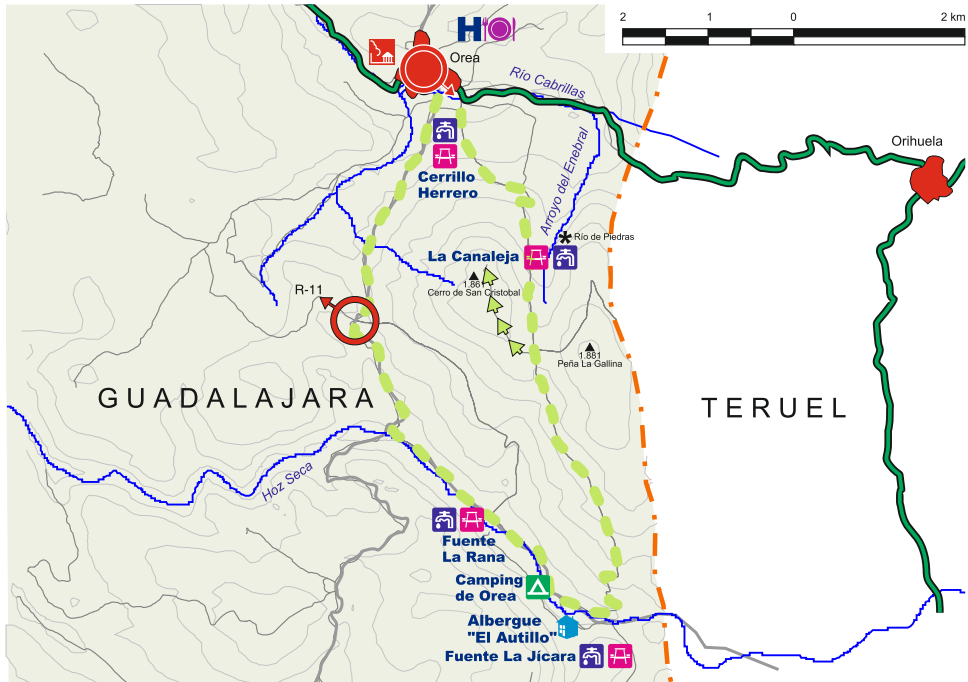 2 1 0 2 km
H
Orea
Río Cabrillas
Orihuela
Cerrillo
Herrero
Arroyo del Enebral
Río de Piedras
La Canaleja
1.861
Cerro de San Cristobal
R-11
1.881
Peña La Gallina
GUADALAJARA
TERUEL
Hoz Seca
Fuente
La Rana
Camping
de Orea
Albergue
"El Autillo"
Fuente La Jícara